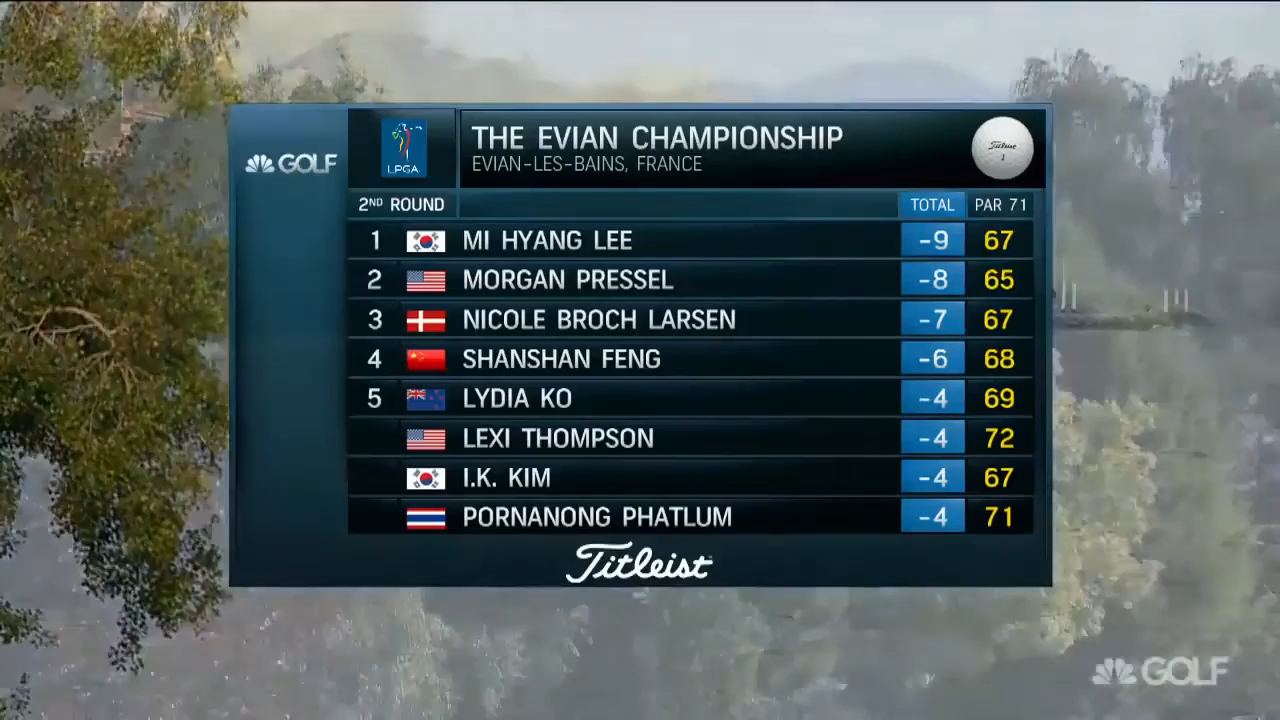 GOLF
LPGA
THE EVIAN CHAMPIONSHIP
EVIAN-LES-BAINS, FRANCE
Titleist
1
2ND ROUND TOTAL PAR 71
1 MI HYANG LEE -9 67
2 MORGAN PRESSEL -8 65
3 NICOLE BROCH LARSEN -7 67
4 SHANSHAN FENG -6 68
5 LYDIA KO -4 69
LEXI THOMPSON -4 72
I.K. KIM -4 67
PORNANONG PHATLUM -4 71
Titleist
GOLF